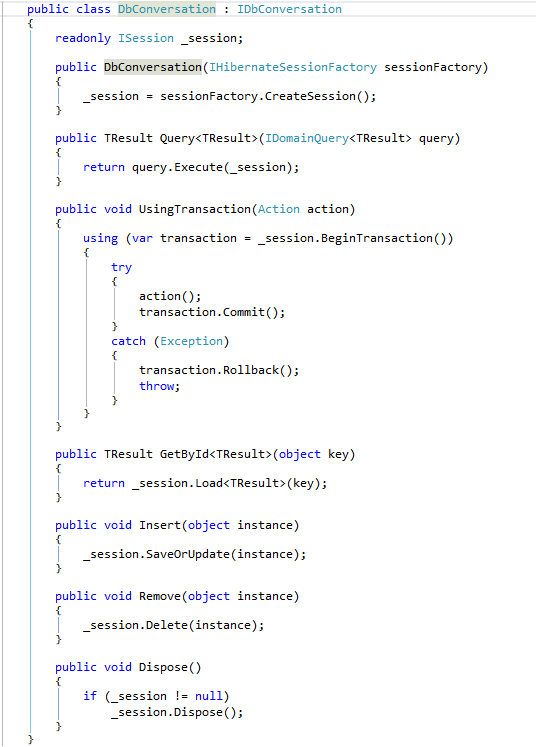 public class DbConversation : IDbConversation
{
    readonly ISession _session;
    public DbConversation(IHibernateSessionFactory sessionFactory)
    {
        _session = sessionFactory.CreateSession();
    }
    public TResult Query<TResult>(IDomainQuery<TResult> query)
    {
        return query.Execute(_session);
    }
    public void UsingTransaction(Action action)
    {
        using (var transaction = _session.BeginTransaction())
        {
            try
            {
                action();
                transaction.Commit();
            }
            catch (Exception)
            {
                transaction.Rollback();
                throw;
            }
        }
    }
    public TResult GetById<TResult>(object key)
    {
        return _session.Load<TResult>(key);
    }
    public void Insert(object instance)
    {
        _session.SaveOrUpdate(instance);
    }
    public void Remove(object instance)
    {
        _session.Delete(instance);
    }
    public void Dispose()
    {
        if (_session != null)
            _session.Dispose();
    }
}